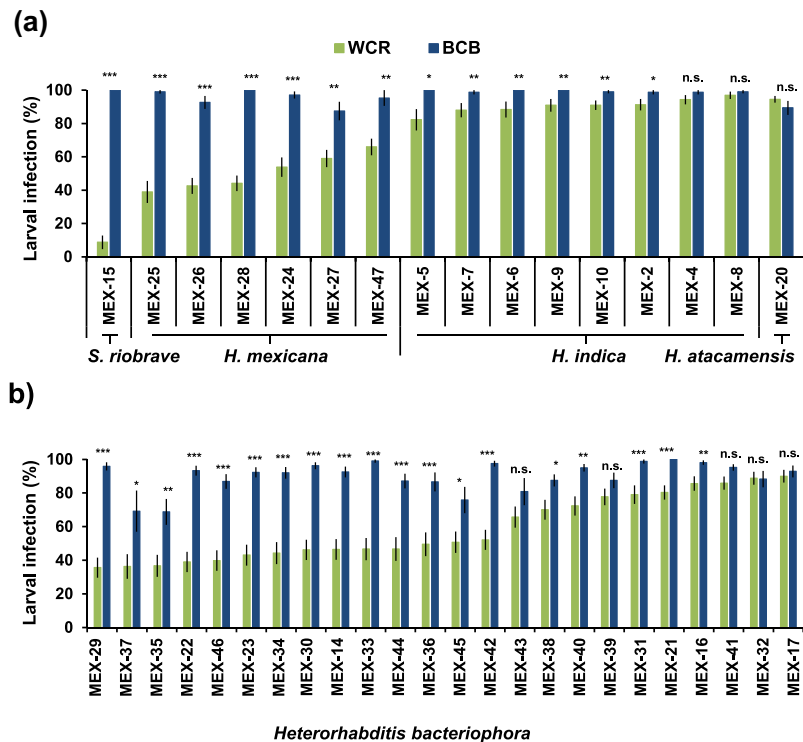 (a)
WCR BCB
Larval infection (%)
100
80
60
40
20
0
*** *** *** *** *** ** ** * ** ** ** ** * n.s. n.s. n.s.
MEX-15 MEX-25 MEX-26 MEX-28 MEX-24 MEX-27 MEX-47 MEX-5 MEX-7 MEX-6 MEX-9 MEX-10 MEX-2 MEX-4 MEX-8 MEX-20
S. riobrave H. mexicana H. indica H. atacamensis
b)
Larval infection (%)
100
80
60
40
20
0
*** * ** *** *** *** *** *** *** *** *** *** * *** n.s. * ** n.s. *** *** ** n.s. n.s. n.s.
MEX-29 MEX-37 MEX-35 MEX-22 MEX-46 MEX-23 MEX-34 MEX-30 MEX-14 MEX-33 MEX-44 MEX-36 MEX-45 MEX-42 MEX-43 MEX-38 MEX-40 MEX-39 MEX-31 MEX-21 MEX-16 MEX-41 MEX-32 MEX-17
Heterorhabditis bacteriophora